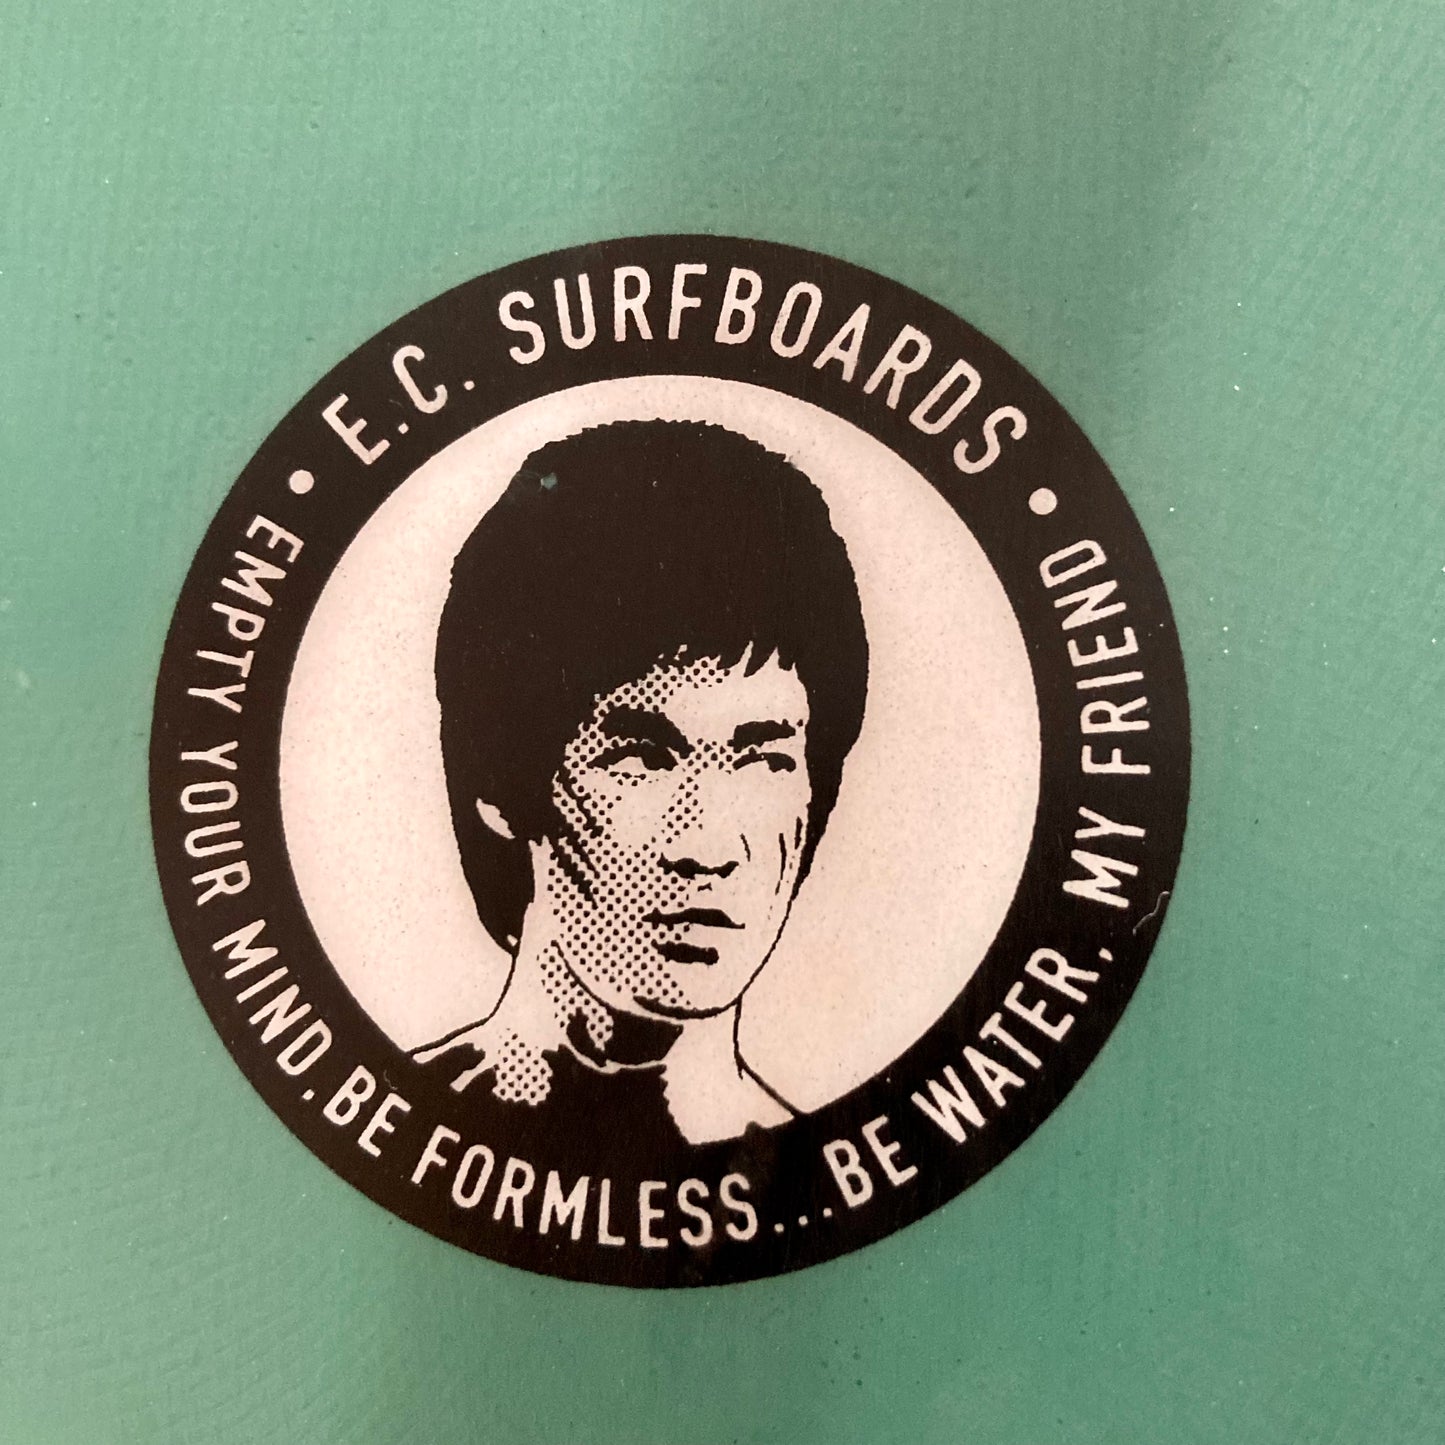 E.C. SURFBOARDS
EMPTY YOUR MIND. BE FORMLESS...BE WATER, MY FRIEND